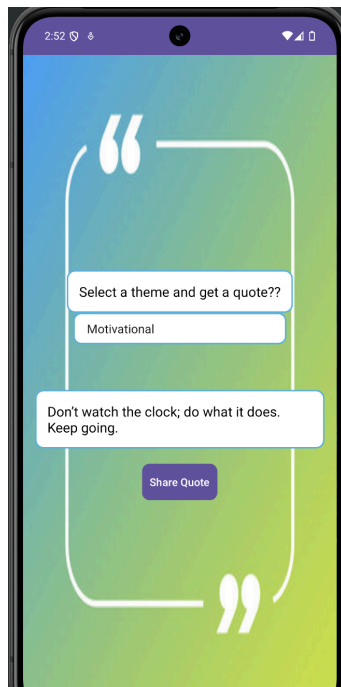 2:52
“
Select a theme and get a quote??
Motivational
Don't watch the clock; do what it does.
Keep going.
Share Quote
”